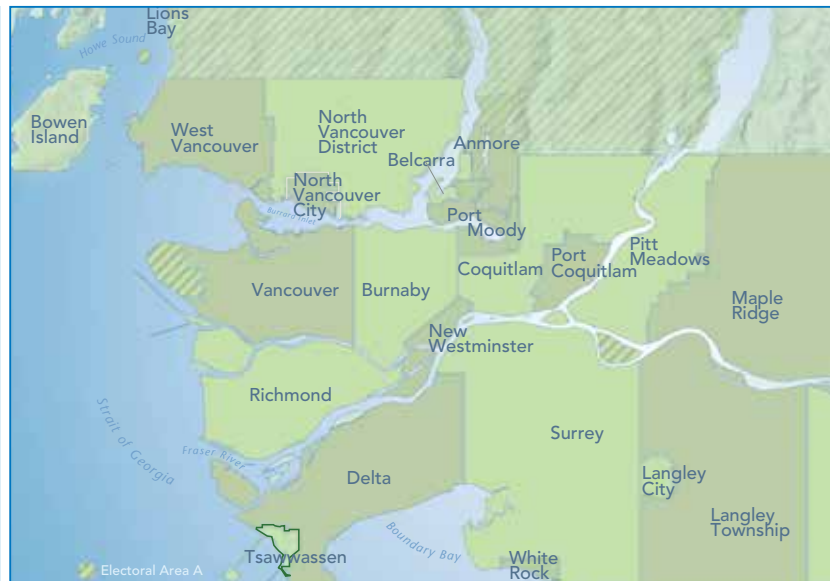 Lions
Bay
Howe Sound
Bowen
Island
West
Vancouver
North
Vancouver
District
Anmore
Belcarra
North
Vancouver
City
Burrard Inlet
Port
Moody
Coquitlam
Port
Coquitlam
Pitt
Meadows
Vancouver
Burnaby
Maple
Ridge
New
Westminster
Richmond
Surrey
Strait of Georgia
Fraser River
Delta
Langley
City
Langley
Township
Boundary Bay
Tsawwassen
White
Rock
Electoral Area A